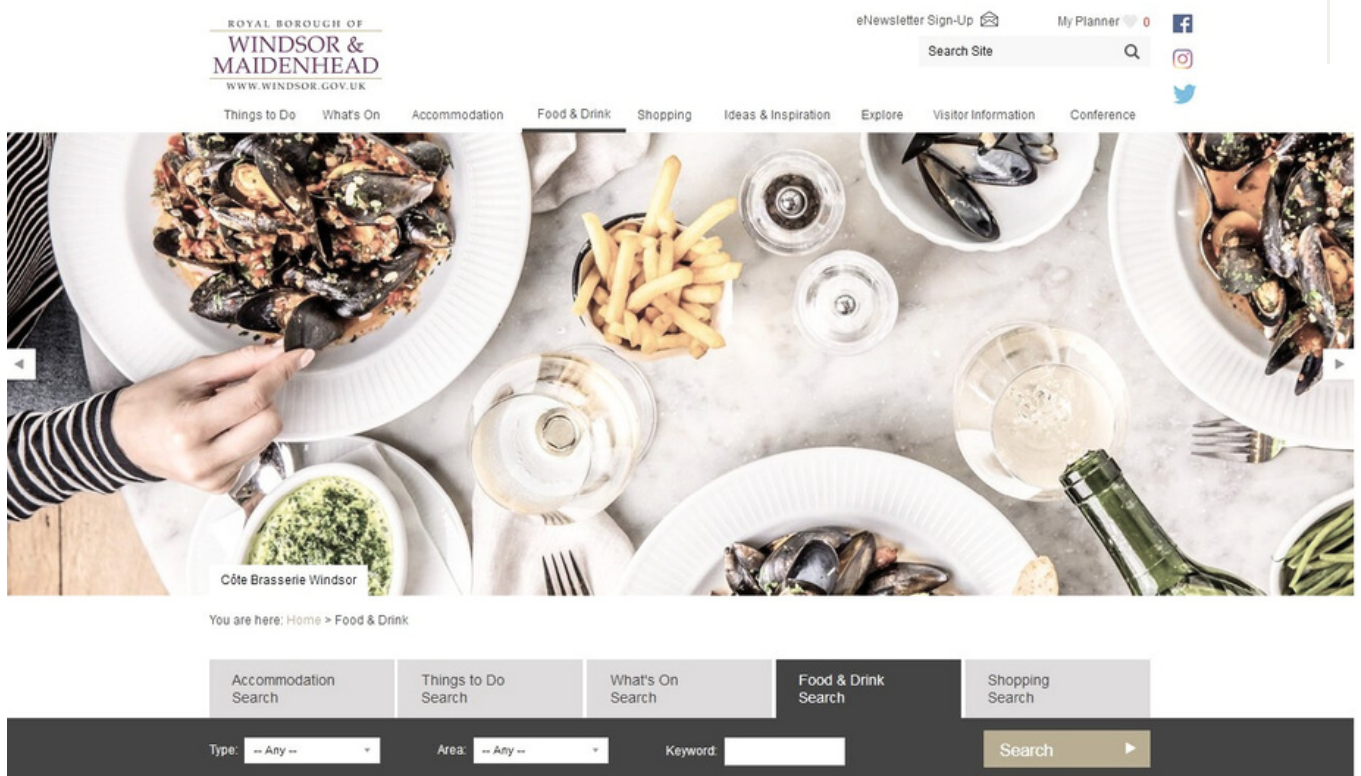 ROYAL BOROUGH OF
WINDSOR &
MAIDENHEAD
WWW.WINDSOR.GOV.UK
eNewsletter Sign-Up
My Planner 0
Search Site
Things to Do What's On Accommodation Food & Drink Shopping Ideas & Inspiration Explore Visitor Information Conference
Côte Brasserie Windsor
You are here: Home > Food & Drink
Accommodation
Search
Things to Do
Search
What's On
Search
Food & Drink
Search
Shopping
Search
Type: -- Any -- Area: -- Any -- Keyword: Search